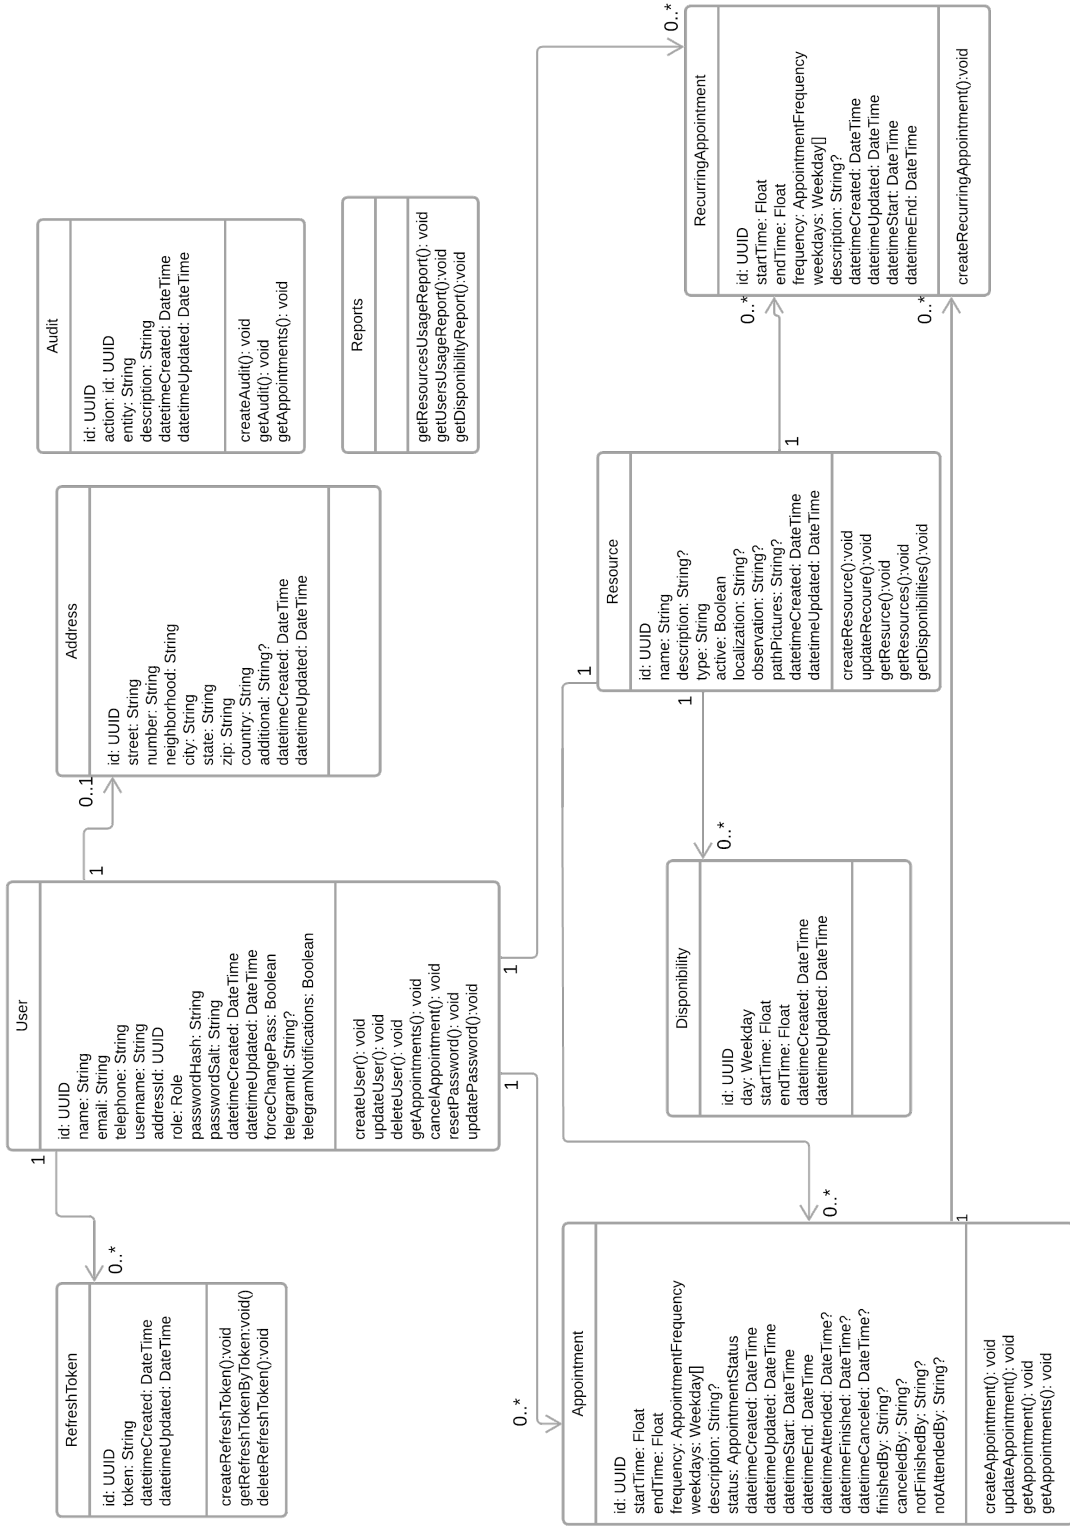 RefreshToken
id: UUID
token: String
datetimeCreated: DateTime
datetimeUpdated: DateTime
createRefreshToken():void
getRefreshTokenByToken:void()
deleteRefreshToken():void
1
0..*
User
id: UUID
name: String
email: String
telephone: String
username: String
addressId: UUID
role: Role
passwordHash: String
passwordSalt: String
datetimeCreated: DateTime
datetimeUpdated: DateTime
forceChangePass: Boolean
telegramId: String?
telegramNotifications: Boolean
createUser(): void
updateUser(): void
deleteUser(): void
getAppointments(): void
cancelAppointment(): void
resetPassword(): void
updatePassword():void
1
0..1
Address
id: UUID
street: String
number: String
neighborhood: String
city: String
state: String
zip: String
country: String
additional: String?
datetimeCreated: DateTime
datetimeUpdated: DateTime
Audit
id: UUID
action: id: UUID
entity: String
description: String
datetimeCreated: DateTime
datetimeUpdated: DateTime
createAudit(): void
getAudit(): void
getAppointments(): void
Reports
getResourcesUsageReport(): void
getUsersUsageReport():void
getDisponibilityReport():void
1
1
0..*
0..*
Appointment
id: UUID
startTime: Float
endTime: Float
frequency: AppointmentFrequency
weekdays: Weekday[]
description: String?
status: AppointmentStatus
datetimeCreated: DateTime
datetimeUpdated: DateTime
datetimeStart: DateTime
datetimeEnd: DateTime
datetimeAttended: DateTime?
datetimeFinished: DateTime?
datetimeCanceled: DateTime?
finishedBy: String?
canceledBy: String?
notFinishedBy: String?
notAttendedBy: String?
createAppointment(): void
updateAppointment(): void
getAppointment(): void
getAppointments(): void
0..*
1
Disponibility
id: UUID
day: Weekday
startTime: Float
endTime: Float
datetimeCreated: DateTime
datetimeUpdated: DateTime
0..*
1
1
Resource
id: UUID
name: String
description: String?
type: String
active: Boolean
localization: String?
observation: String?
pathPictures: String?
datetimeCreated: DateTime
datetimeUpdated: DateTime
createResource():void
updateRecoure():void
getResurce():void
getResources():void
getDisponibilities():void
1
0..*
0..*
RecurringAppointment
id: UUID
startTime: Float
endTime: Float
frequency: AppointmentFrequency
weekdays: Weekday[]
description: String?
datetimeCreated: DateTime
datetimeUpdated: DateTime
datetimeStart: DateTime
datetimeEnd: DateTime
createRecurringAppointment():void